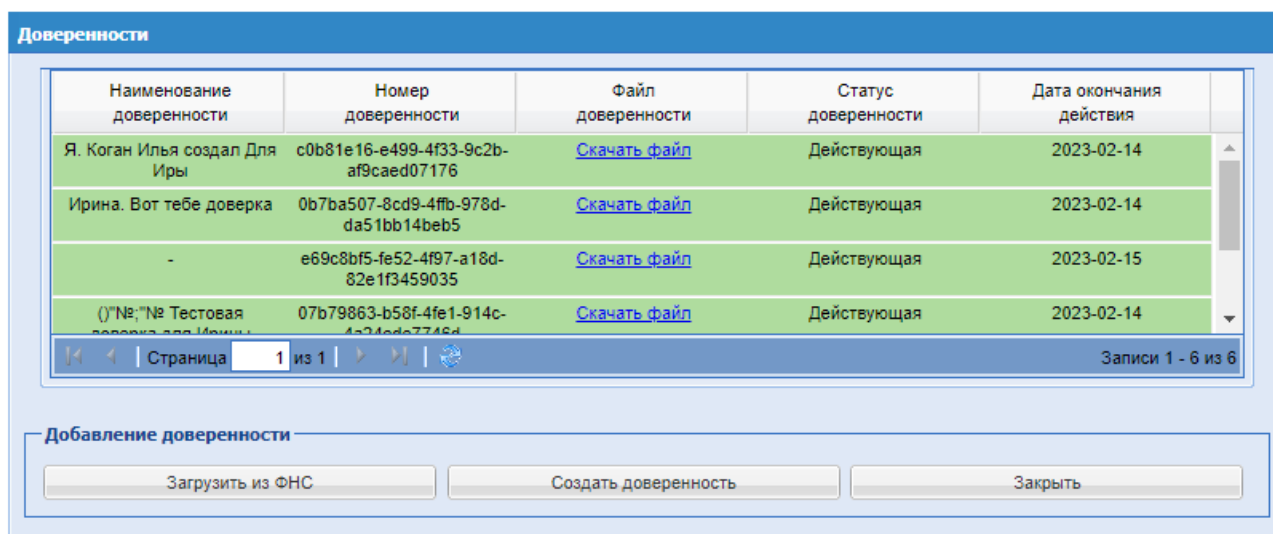 Доверенности
Наименование доверенности
Номер доверенности
Файл доверенности
Статус доверенности
Дата окончания действия
Я. Коган Илья создал Для Иры
c0b81e16-e499-4f33-9c2b-af9caed07176
Скачать файл
Действующая
2023-02-14
Ирина. Вот тебе доверка
0b7ba507-8cd9-4ffb-978d-da51bb14beb5
Скачать файл
Действующая
2023-02-14
-
e69c8bf5-fe52-4f97-a18d-82e1f3459035
Скачать файл
Действующая
2023-02-15
()"№;"№ Тестовая
доверка для Ирины
07b79863-b58f-4fe1-914c-
Скачать файл
Действующая
2023-02-14
Страница 1 из 1
Записи 1 - 6 из 6
Добавление доверенности
Загрузить из ФНС
Создать доверенность
Закрыть